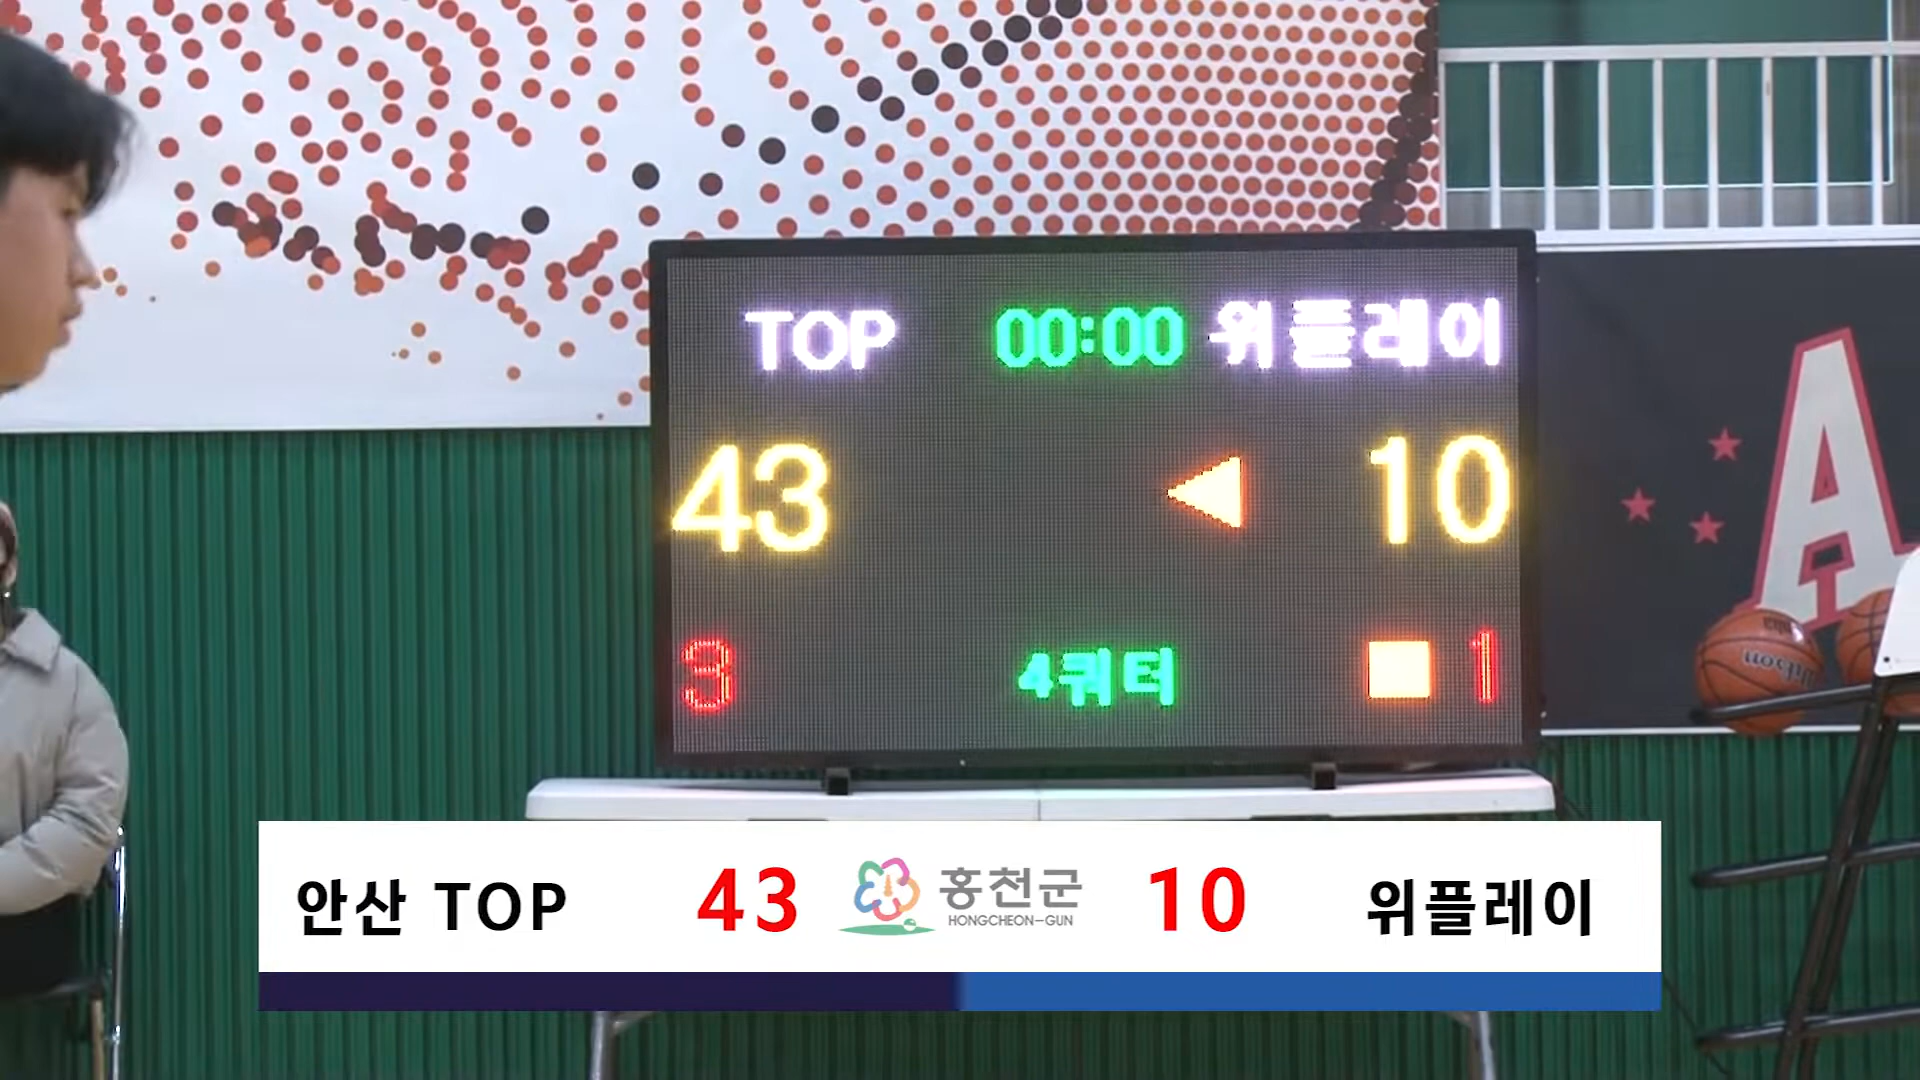 TOP 00:00 위플레이
43 10
3 4쿼터 1
A
Wilson
안산 TOP 43 홍천군 10 위플레이
HONGCHEON-GUN